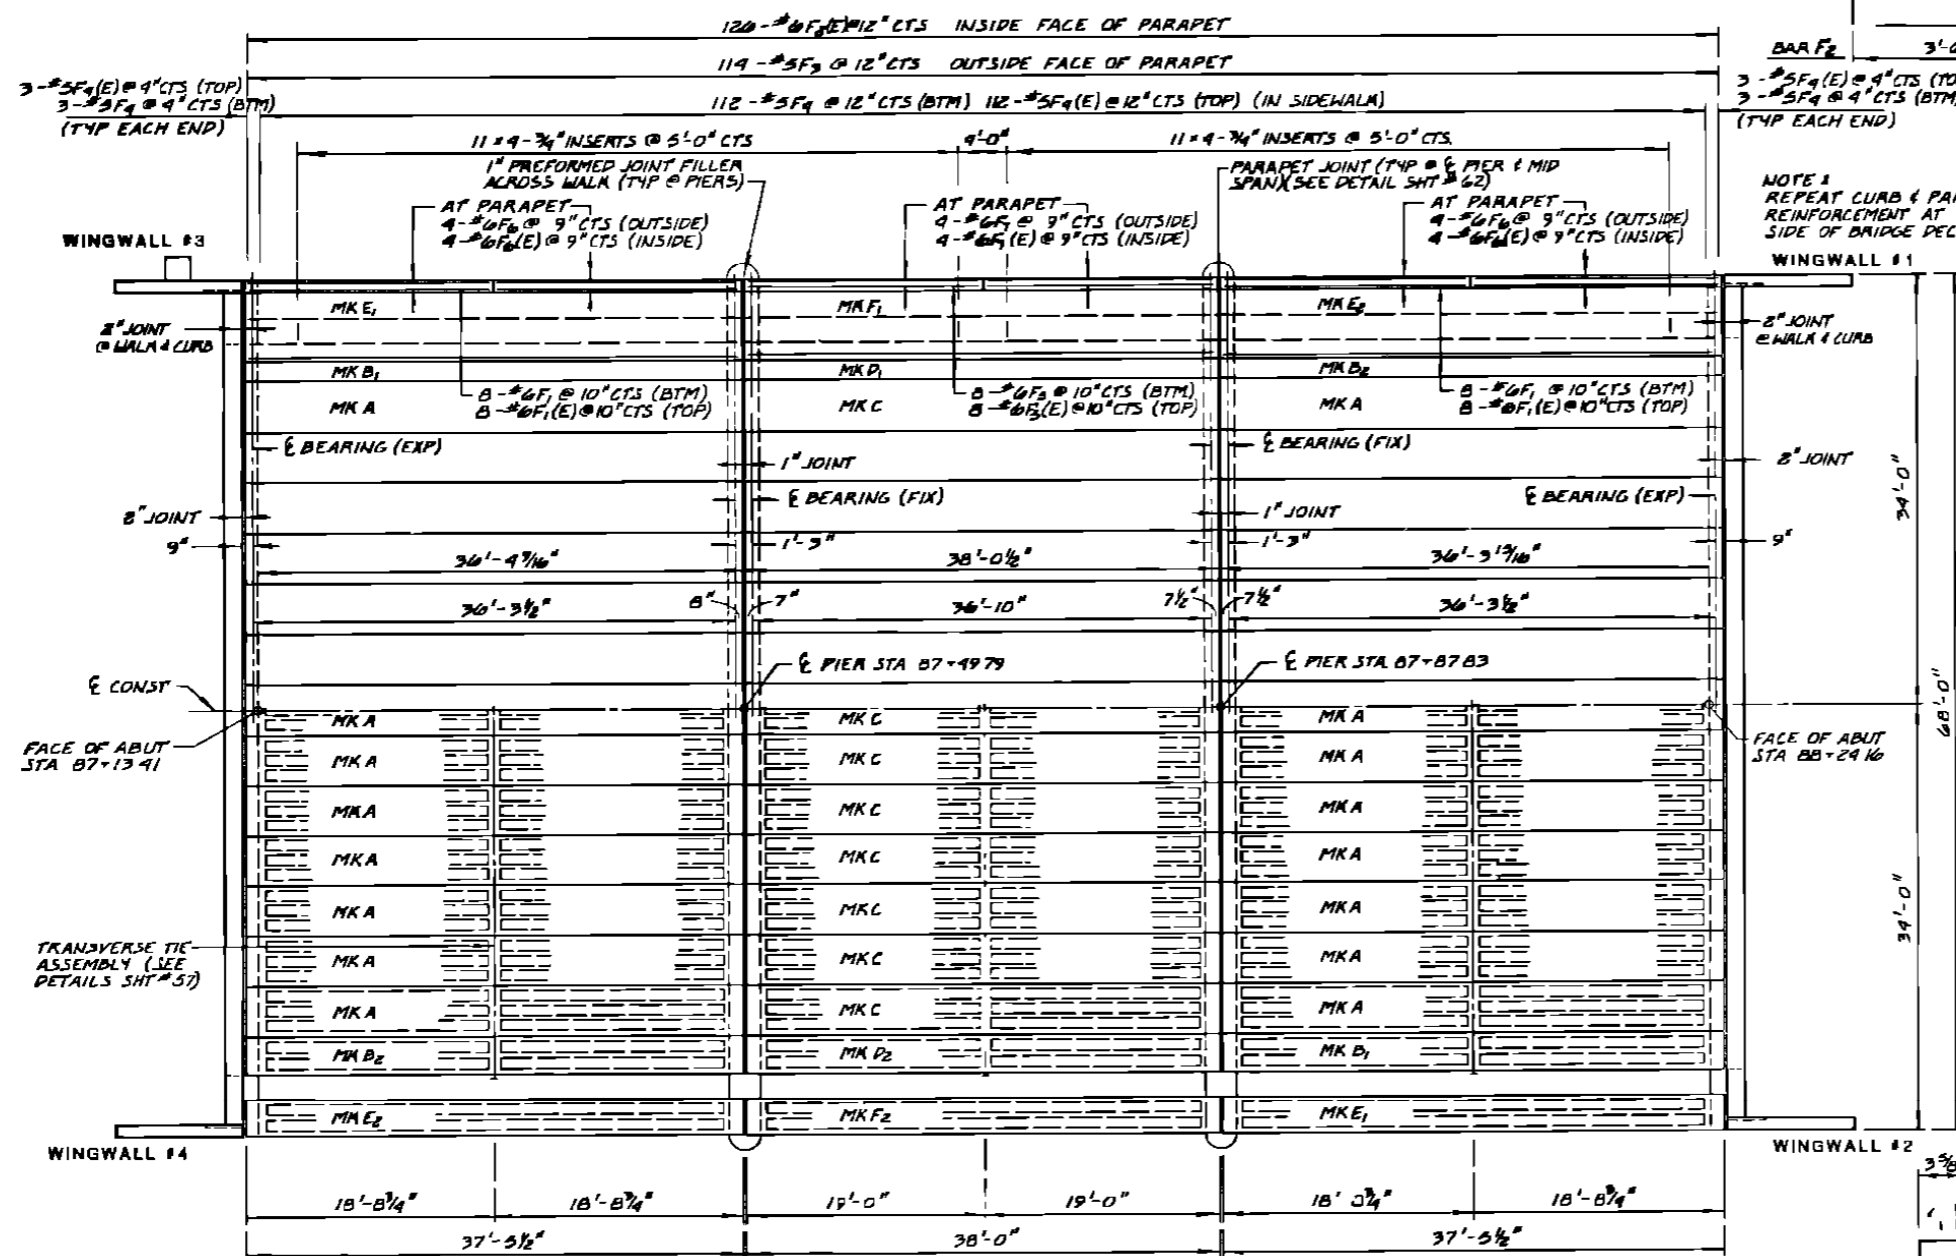 126-#6F5(E)@12" CTS INSIDE FACE OF PARAPET
114-#5F3 @ 12" CTS OUTSIDE FACE OF PARAPET
112-#5F4 @ 12" CTS (BTM) 112-#5F4(E)@12" CTS (TOP) (IN SIDEWALK)
3-#5F4(E)@4" CTS (TOP)
3-#5F4 @ 4" CTS (BTM)
(TYP EACH END)
BAR F2
3'-
3-#5F4(E)@4" CTS (TO
3-#5F4 @ 4" CTS (BTM
(TYP EACH END)
11 x 4-3/4" INSERTS @ 5'-0" CTS
4'-0"
11 x 4-3/4" INSERTS @ 5'-0" CTS.
1" PREFORMED JOINT FILLER
ACROSS WALK (TYP @ PIERS)
PARAPET JOINT (TYP @ ℄ PIER & MID
SPAN)(SEE DETAIL SHT #62)
NOTE
REPEAT CURB & PA
REINFORCEMENT AT
SIDE OF BRIDGE DEC
AT PARAPET
4-#6F6 @ 9" CTS (OUTSIDE)
4-#6F6(E)@ 9" CTS (INSIDE)
AT PARAPET
4-#6F7 @ 9" CTS (OUTSIDE)
4-#6F7(E)@ 9" CTS (INSIDE)
AT PARAPET
4-#6F6 @ 9" CTS (OUTSIDE)
4-#6F6(E)@ 9" CTS (INSIDE)
WINGWALL #3
WINGWALL #1
MK E1
MK F1
MK E2
2" JOINT
@ WALK & CURB
2" JOINT
@ WALK & CURB
MK B1
MK D1
MK B2
8-#6F1 @ 10" CTS (BTM)
8-#6F1(E)@10" CTS (TOP)
8-#6F3 @ 10" CTS (BTM)
8-#6F3(E)@10" CTS (TOP)
8-#6F1 @ 10" CTS (BTM)
8-#6F1(E)@10" CTS (TOP)
MK A
MK C
MK A
℄ BEARING (EXP)
℄ BEARING (FIX)
1" JOINT
2" JOINT
℄ BEARING (FIX)
℄ BEARING (EXP)
34'-0"
2" JOINT
1" JOINT
9"
1'-3"
1'-3"
9"
36'-4 9/16"
38'-0 1/2"
36'-3 13/16"
36'-3 1/2"
8"
7"
36'-10"
7 1/2"
7 1/2"
36'-3 1/2"
℄ PIER STA 87+49 79
℄ PIER STA 87+87 83
℄ CONST
68'-0"
FACE OF ABUT
STA 87+13 41
FACE OF ABUT
STA 88+24 16
MK A
MK C
MK A
MK A
MK C
MK A
MK A
MK C
MK A
MK A
MK C
MK A
MK A
MK C
MK A
34'-0"
TRANSVERSE TIE
ASSEMBLY (SEE
DETAILS SHT #57)
MK A
MK C
MK A
MK A
MK C
MK A
MK B2
MK D2
MK B1
MK E2
MK F2
MK E1
WINGWALL #4
WINGWALL #2
3 5/8
18'-8 3/4"
18'-8 3/4"
19'-0"
19'-0"
18' 3/4"
18'-8 3/4"
37'-5 1/2"
38'-0"
37'-5 1/2"